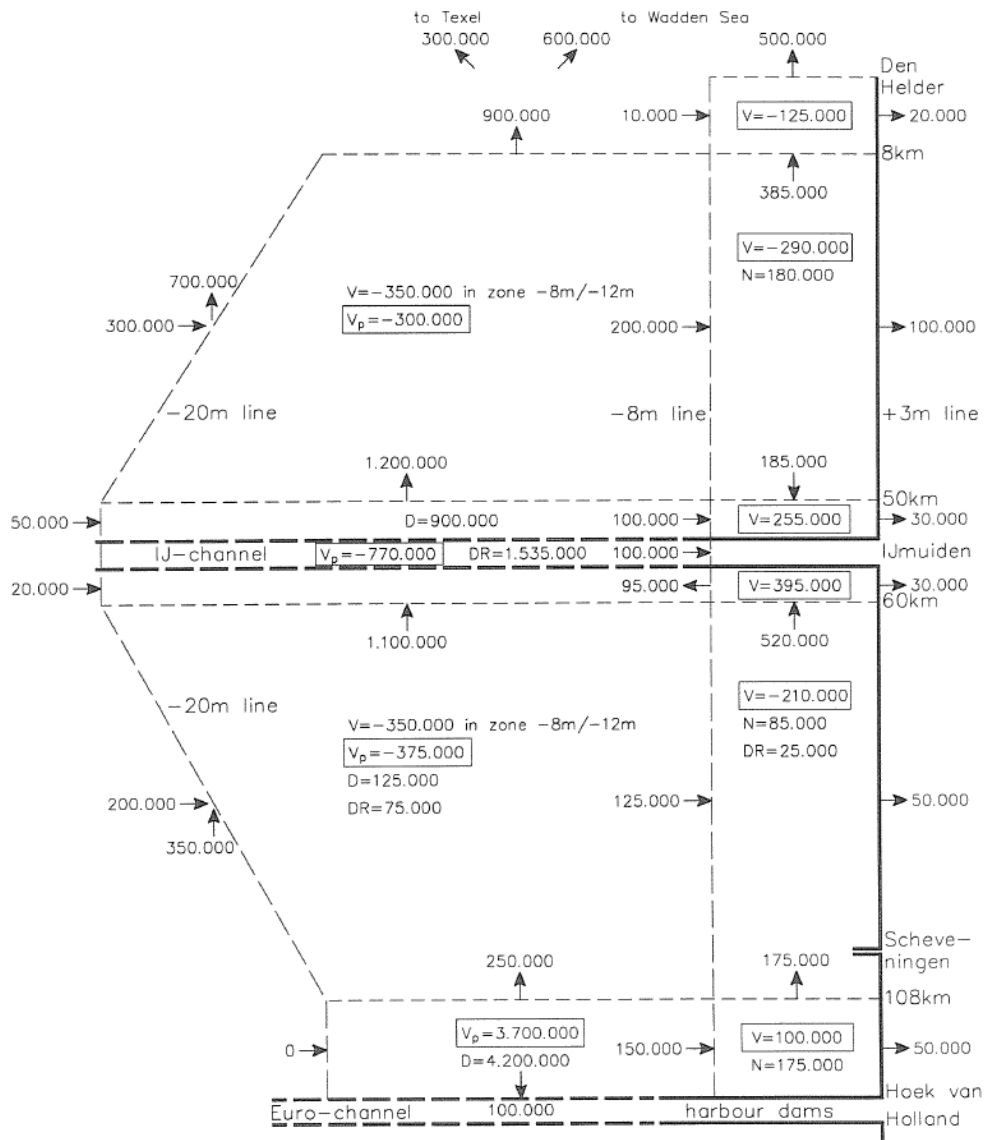 to Texel
300.000
to Wadden Sea
600.000
500.000
Den
Helder
900.000
10.000
V=-125.000
20.000
8km
385.000
V=-290.000
N=180.000
700.000
300.000
V=-350.000 in zone -8m/-12m
Vp=-300.000
200.000
100.000
-20m line
-8m line
+3m line
1.200.000
185.000
50km
50.000
D=900.000
100.000
V=255.000
30.000
IJ-channel
Vp=-770.000
DR=1.535.000
100.000
IJmuiden
20.000
95.000
V=395.000
30.000
60km
1.100.000
520.000
-20m line
V=-350.000 in zone -8m/-12m
Vp=-375.000
D=125.000
DR=75.000
V=-210.000
N=85.000
DR=25.000
200.000
350.000
125.000
50.000
Scheve-
ningen
250.000
175.000
108km
Vp=3.700.000
D=4.200.000
0
150.000
V=100.000
N=175.000
50.000
Hoek van
Holland
Euro-channel
100.000
harbour dams